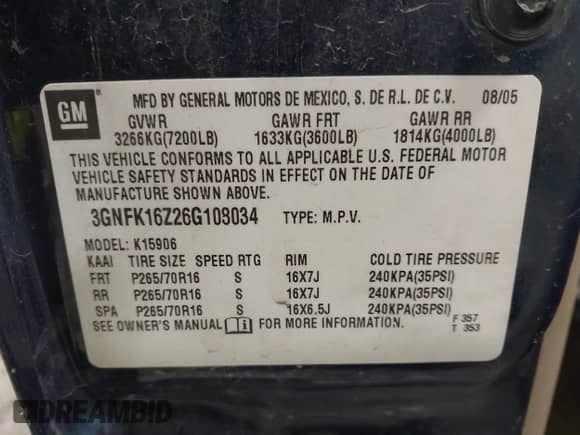 GM
MFD BY GENERAL MOTORS DE MEXICO, S. DE R.L. DE C.V. 08/05
GVWR GAWR FRT GAWR RR
3266KG(7200LB) 1633KG(3600LB) 1814KG(4000LB)
THIS VEHICLE CONFORMS TO ALL APPLICABLE U.S. FEDERAL MOTOR
VEHICLE SAFETY STANDARDS IN EFFECT ON THE DATE OF
MANUFACTURE SHOWN ABOVE.
3GNFK16Z26G108034 TYPE: M.P.V.
MODEL: K15906
KAAI TIRE SIZE SPEED RTG RIM COLD TIRE PRESSURE
FRT P265/70R16 S 16X7J 240KPA(35PSI)
RR P265/70R16 S 16X7J 240KPA(35PSI)
SPA P265/70R16 S 16X6.5J 240KPA(35PSI)
SEE OWNER'S MANUAL FOR MORE INFORMATION. F 357
T 353
DREAMBID